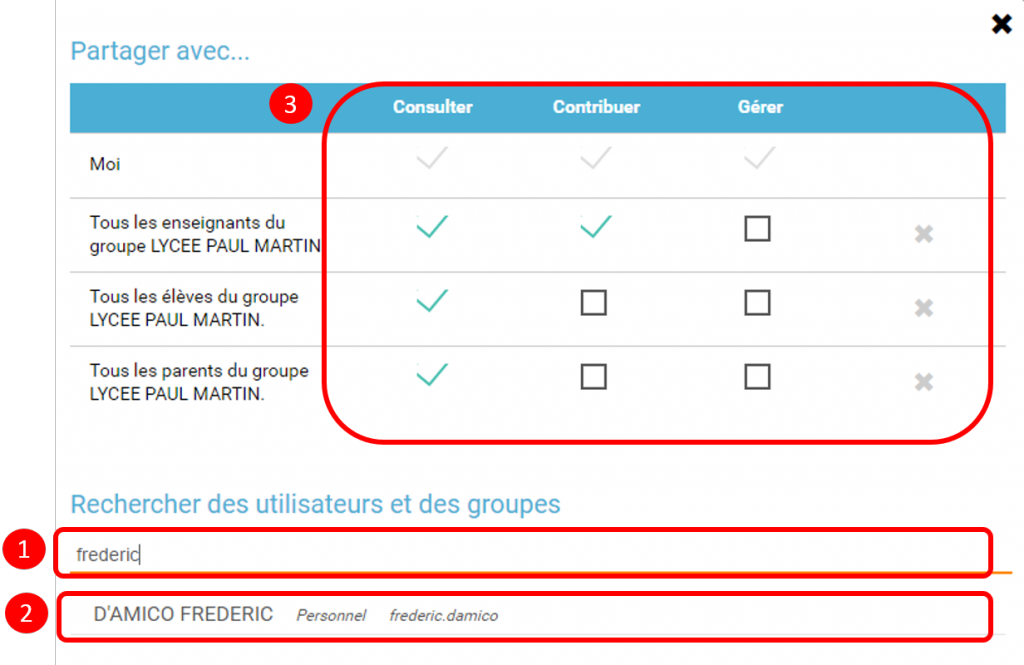 Partager avec...
3
Consulter Contribuer Gérer
Moi
Tous les enseignants du
groupe LYCEE PAUL MARTIN
Tous les élèves du groupe
LYCEE PAUL MARTIN.
Tous les parents du groupe
LYCEE PAUL MARTIN.
Rechercher des utilisateurs et des groupes
1
frederic
2
D'AMICO FREDERIC Personnel frederic.damico